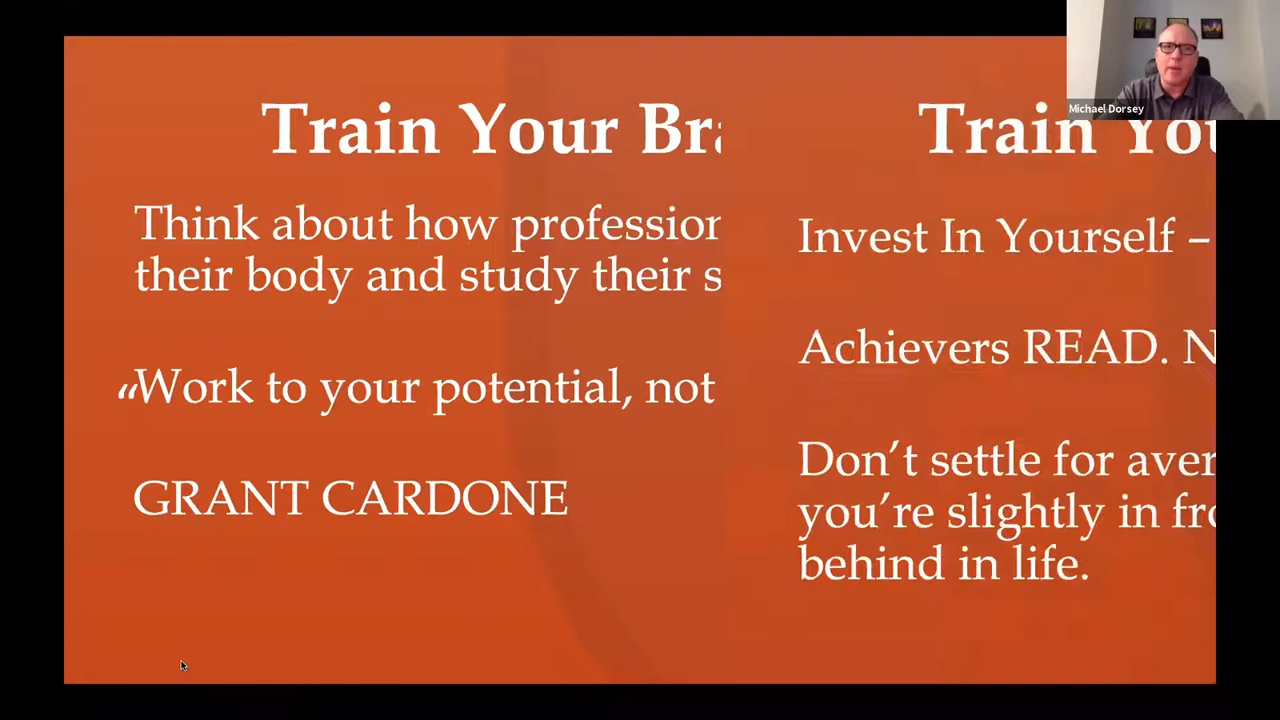 Michael Dorsey
Train Your Bra
Think about how profession
their body and study their s
“Work to your potential, not
GRANT CARDONE
Train You
Invest In Yourself –
Achievers READ. N
Don’t settle for aver
you’re slightly in fro
behind in life.